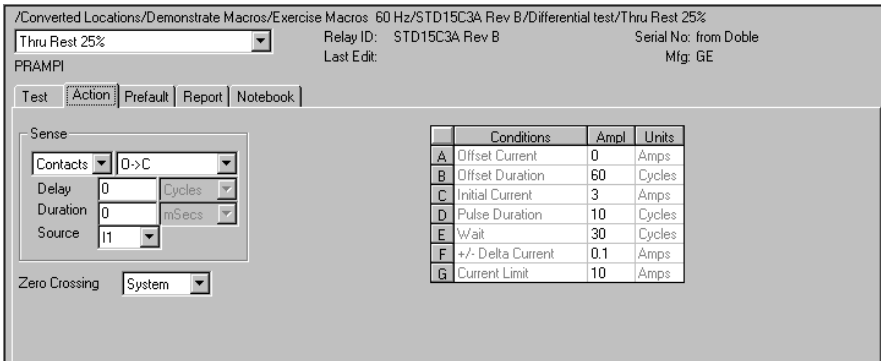 /Converted Locations/Demonstrate Macros/Exercise Macros 60 Hz/STD15C3A Rev B/Differential test/Thru Rest 25%
Thru Rest 25%
Relay ID: STD15C3A Rev B
Serial No: from Doble
Last Edit:
Mfg: GE
PRAMPI
Test Action Prefault Report Notebook
Sense
Contacts O->C
Delay 0 Cycles
Duration 0 mSecs
Source I1
Zero Crossing System
Conditions Ampl Units
A Offset Current 0 Amps
B Offset Duration 60 Cycles
C Initial Current 3 Amps
D Pulse Duration 10 Cycles
E Wait 30 Cycles
F +/- Delta Current 0.1 Amps
G Current Limit 10 Amps